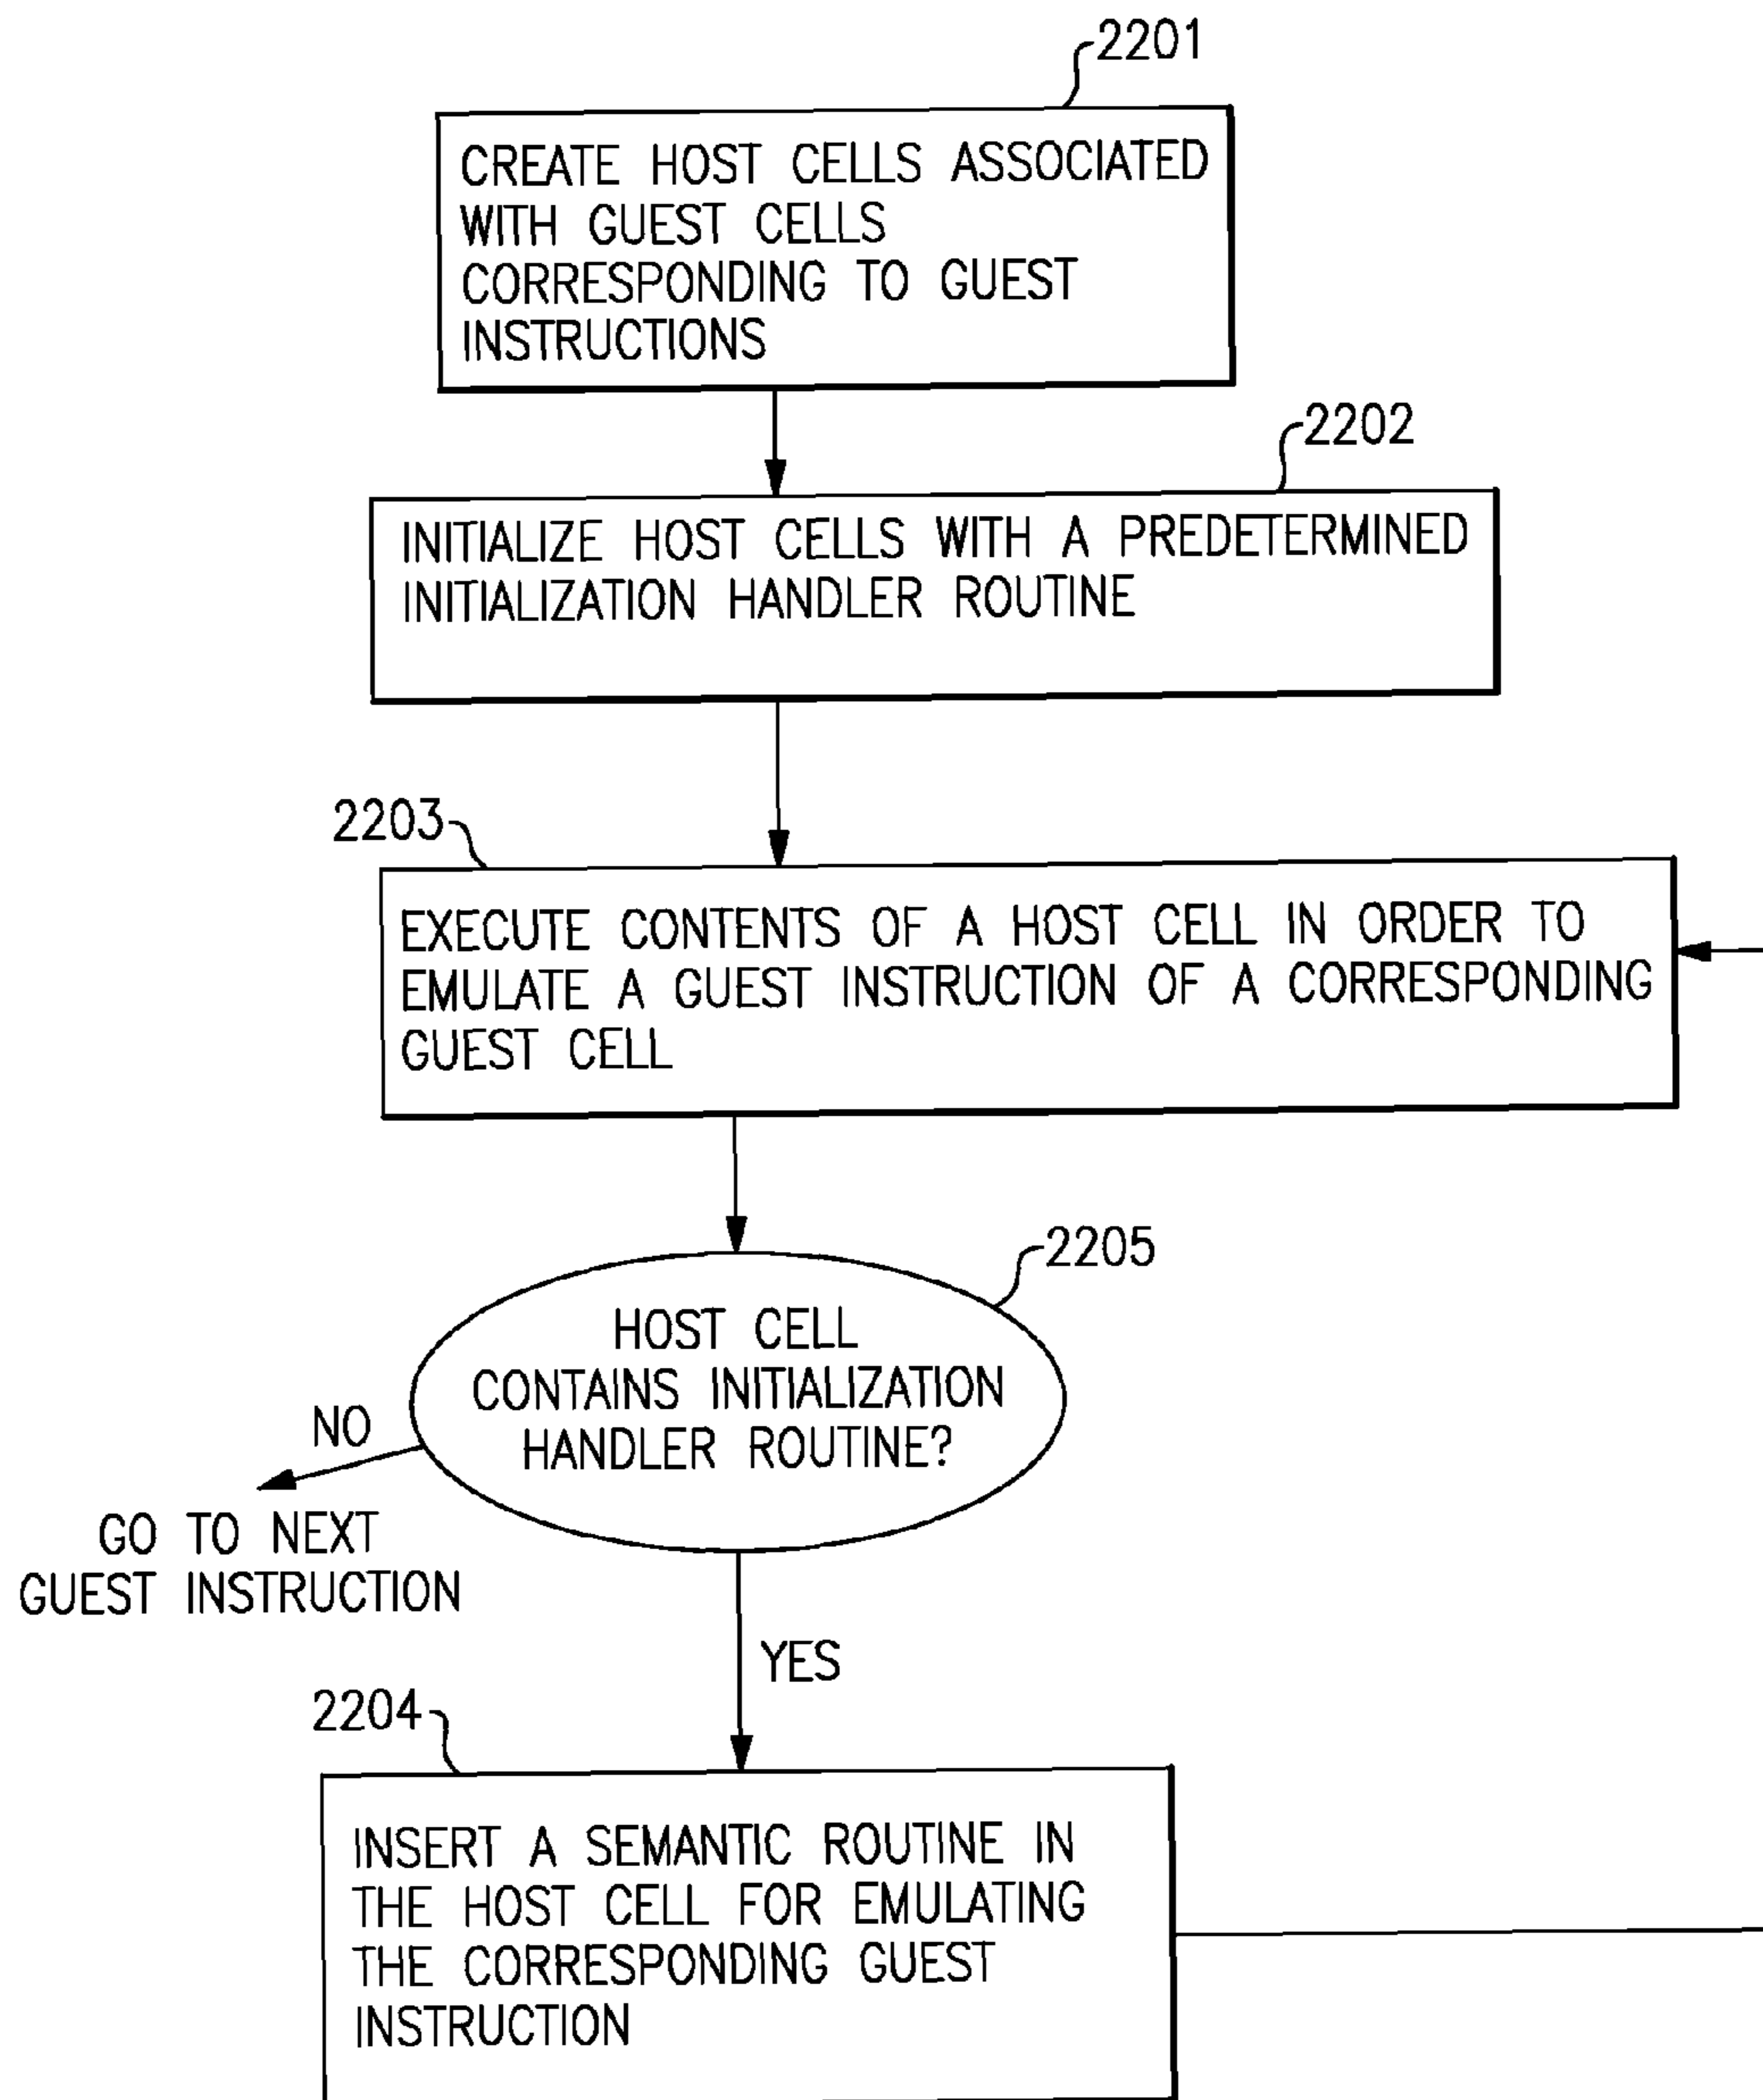 2201
CREATE HOST CELLS ASSOCIATED
WITH GUEST CELLS
CORRESPONDING TO GUEST
INSTRUCTIONS
2202
INITIALIZE HOST CELLS WITH A PREDETERMINED
INITIALIZATION HANDLER ROUTINE
2203
EXECUTE CONTENTS OF A HOST CELL IN ORDER TO
EMULATE A GUEST INSTRUCTION OF A CORRESPONDING
GUEST CELL
2205
HOST CELL
CONTAINS INITIALIZATION
HANDLER ROUTINE?
NO
GO TO NEXT
GUEST INSTRUCTION
YES
2204
INSERT A SEMANTIC ROUTINE IN
THE HOST CELL FOR EMULATING
THE CORRESPONDING GUEST
INSTRUCTION